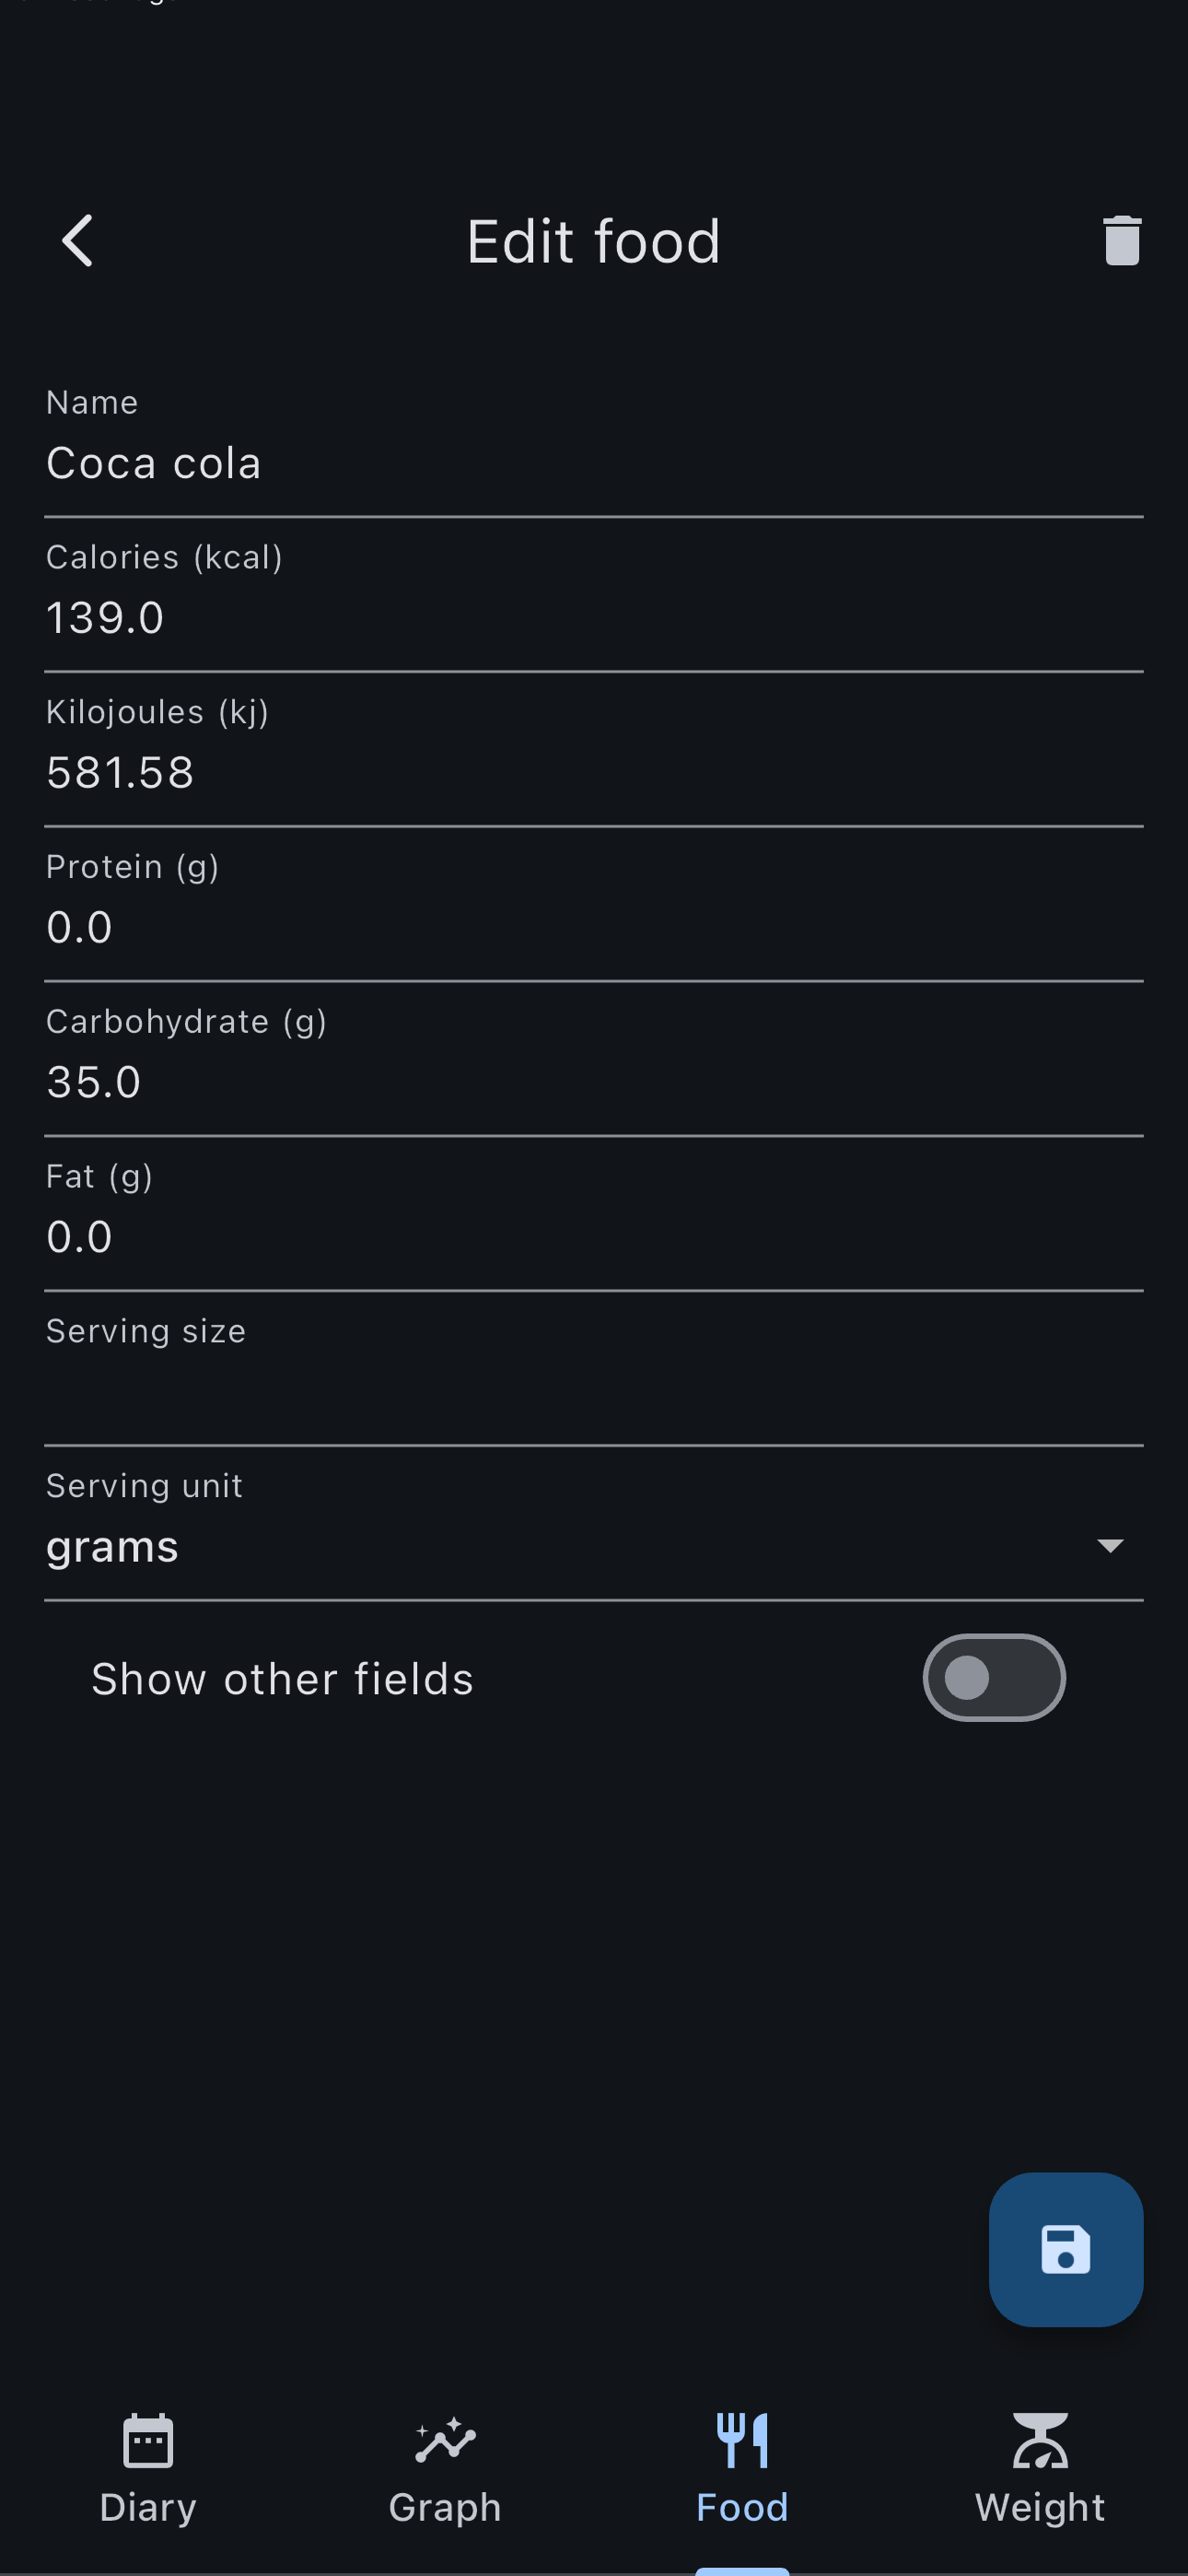 Edit food
Name
Coca cola
Calories (kcal)
139.0
Kilojoules (kj)
581.58
Protein (g)
0.0
Carbohydrate (g)
35.0
Fat (g)
0.0
Serving size
Serving unit
grams
Show other fields
Diary
Graph
Food
Weight